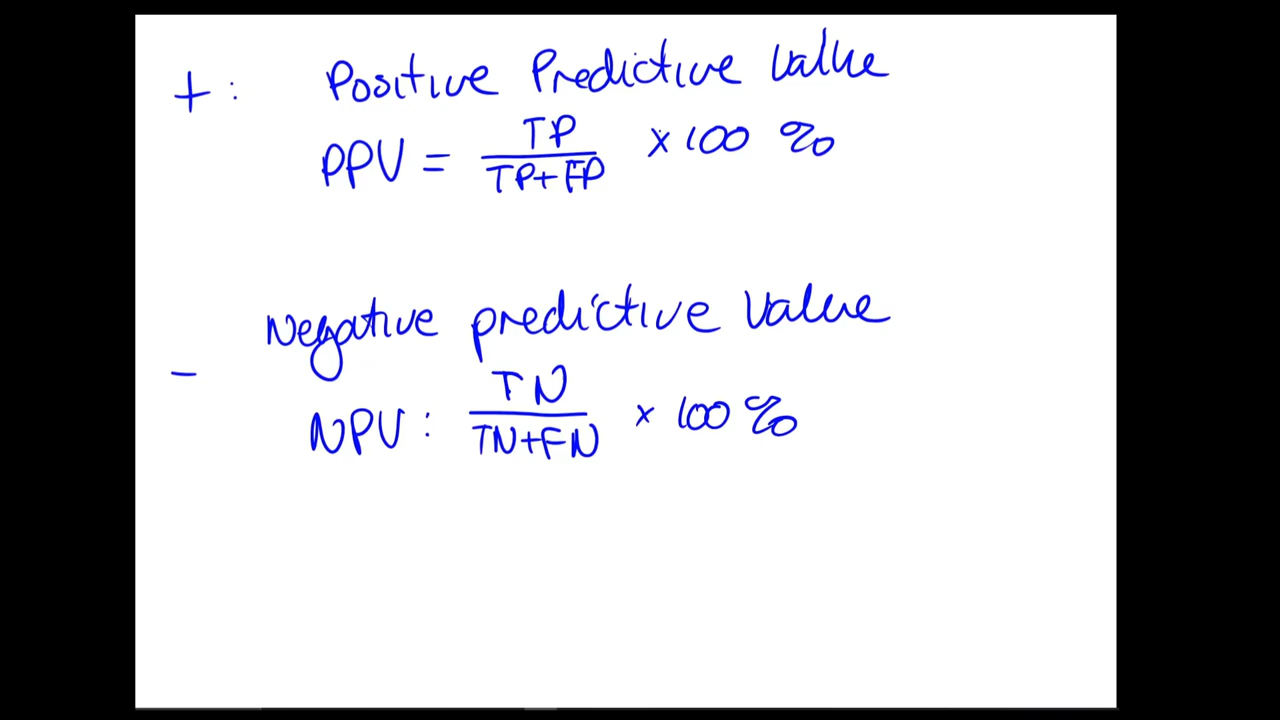 + : Positive Predictive Value
PPV = TP / TP+FP × 100 %
Negative predictive value
-
NPV : TN / TN+FN × 100 %